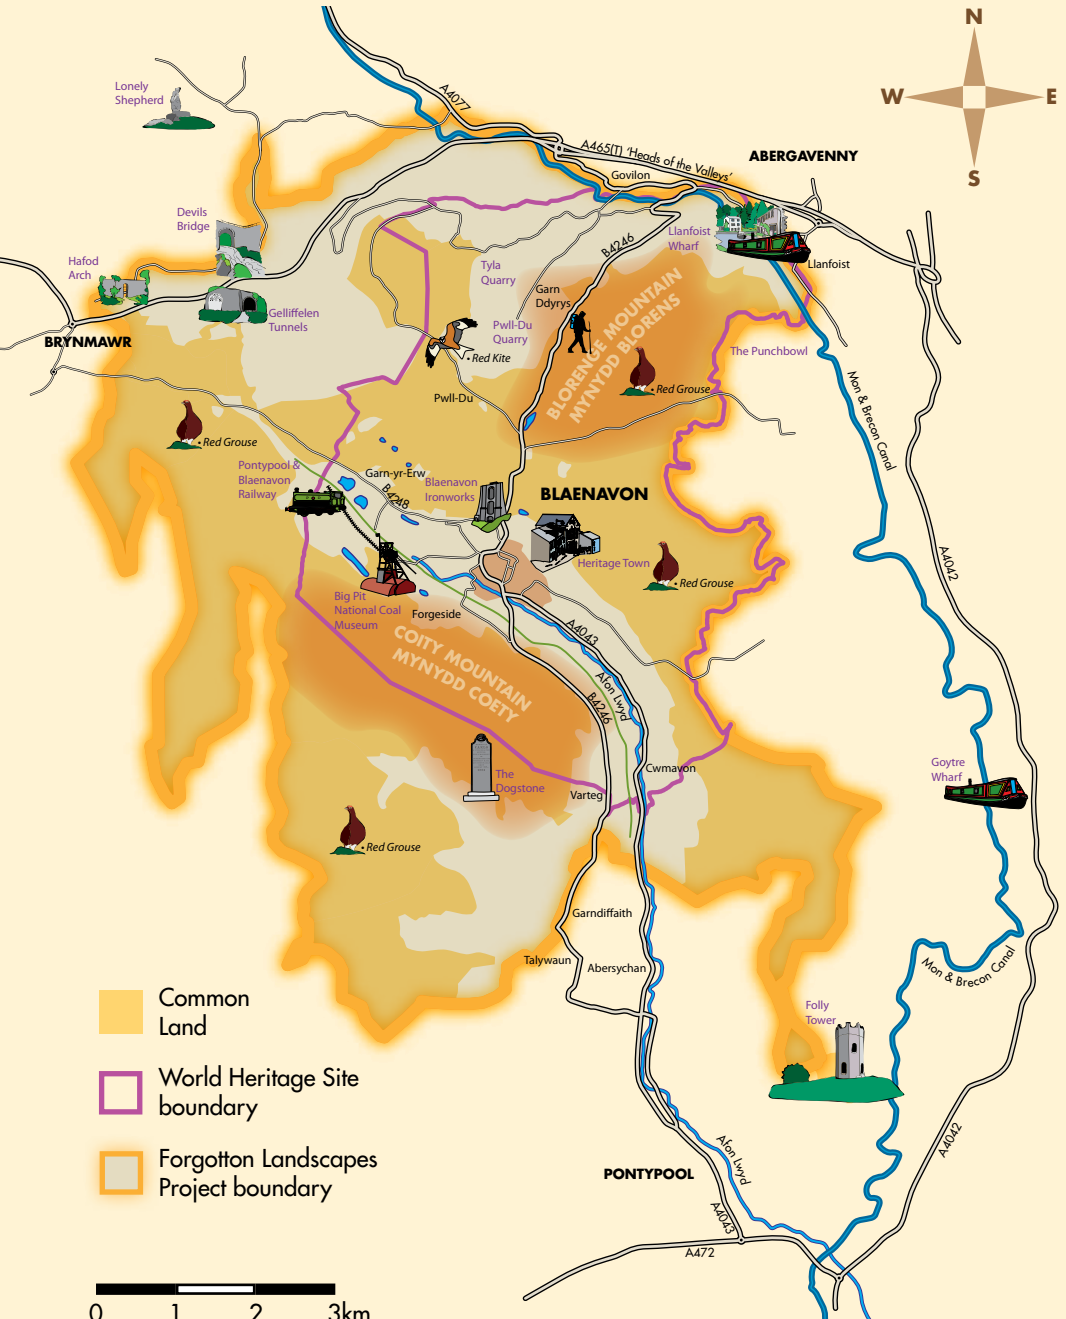 N
W
E
S
Lonely
Shepherd
A4077
A465(T) 'Heads of the Valleys'
ABERGAVENNY
Govilon
Devils
Bridge
Llanfoist
Wharf
B4246
Llanfoist
Hafod
Arch
Tyla
Quarry
Garn
Ddyrys
Gelliffelen
Tunnels
Pwll-Du
Quarry
BLORENGE MOUNTAIN
MYNYDD BLORENS
BRYNMAWR
Red Kite
The Punchbowl
Red Grouse
Pwll-Du
Mon & Brecon Canal
Red Grouse
Pontypool &
Blaenavon
Railway
Garn-yr-Erw
B4248
Blaenavon
Ironworks
BLAENAVON
Heritage Town
Red Grouse
A4042
Big Pit
National Coal
Museum
Forgeside
A4043
COITY MOUNTAIN
MYNYDD COETY
Afon Lwyd
B4246
Cwmavon
The
Dogstone
Varteg
Goytre
Wharf
Red Grouse
Garndiffaith
Talywaun
Abersychan
Mon & Brecon Canal
Folly
Tower
Common
Land
World Heritage Site
boundary
Forgotton Landscapes
Project boundary
Afon Lwyd
A4042
PONTYPOOL
A4043
A472
0 1 2 3km